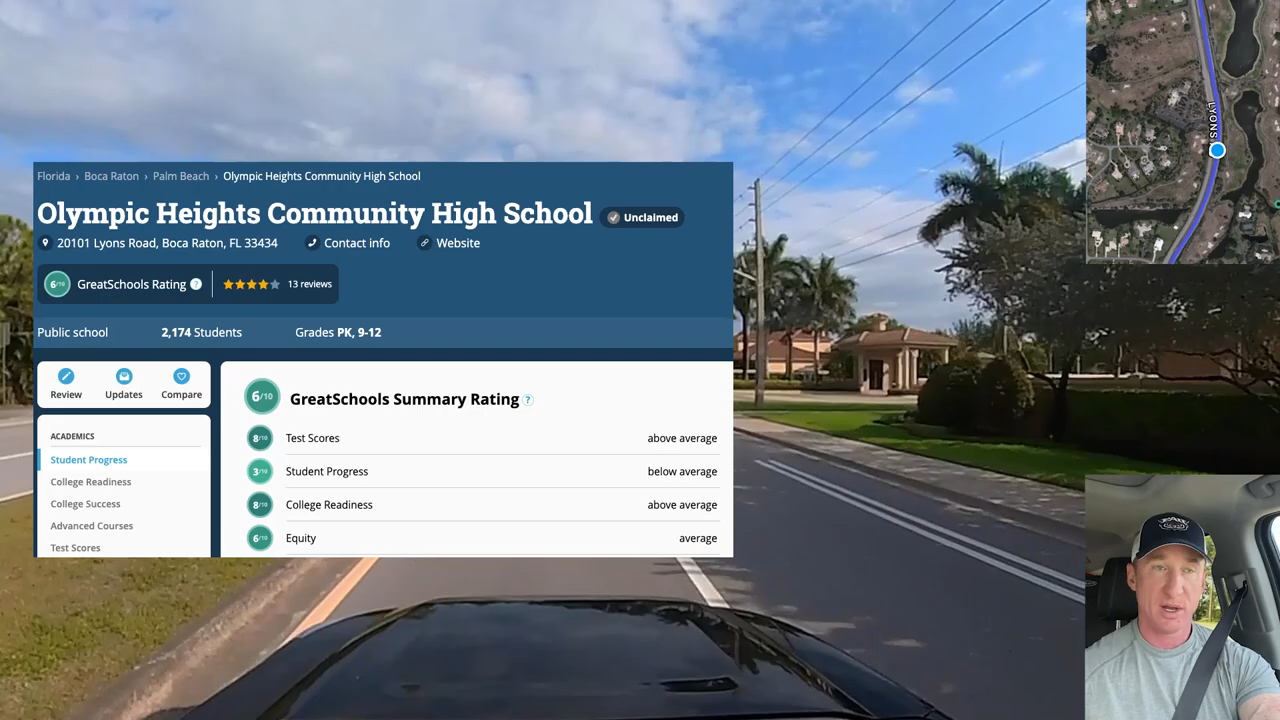 Florida › Boca Raton › Palm Beach › Olympic Heights Community High School
Olympic Heights Community High School
Unclaimed
20101 Lyons Road, Boca Raton, FL 33434 Contact info Website
6/10 GreatSchools Rating ? 13 reviews
Public school 2,174 Students Grades PK, 9-12
Review Updates Compare
ACADEMICS
Student Progress
College Readiness
College Success
Advanced Courses
Test Scores
6/10 GreatSchools Summary Rating ?
8/10 Test Scores above average
3/10 Student Progress below average
8/10 College Readiness above average
6/10 Equity average
LYONS